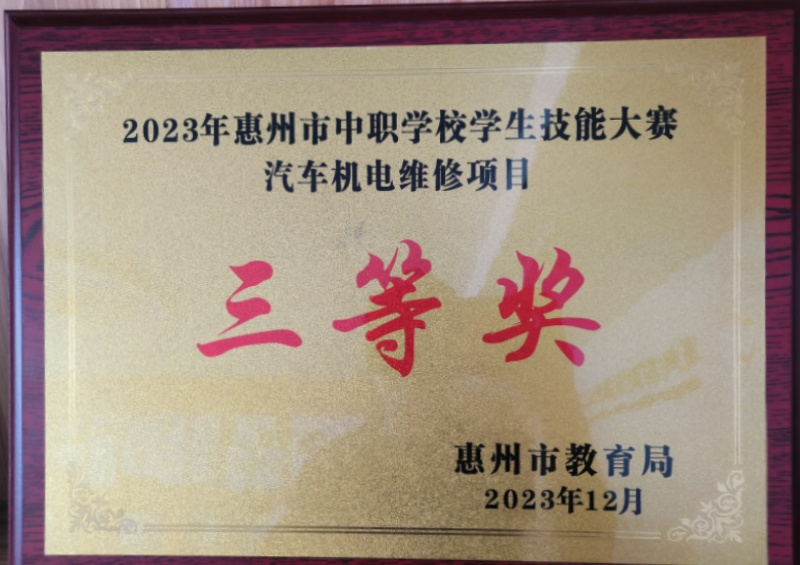 2023年惠州市中职学校学生技能大赛
汽车机电维修项目
三等奖
惠州市教育局
2023年12月